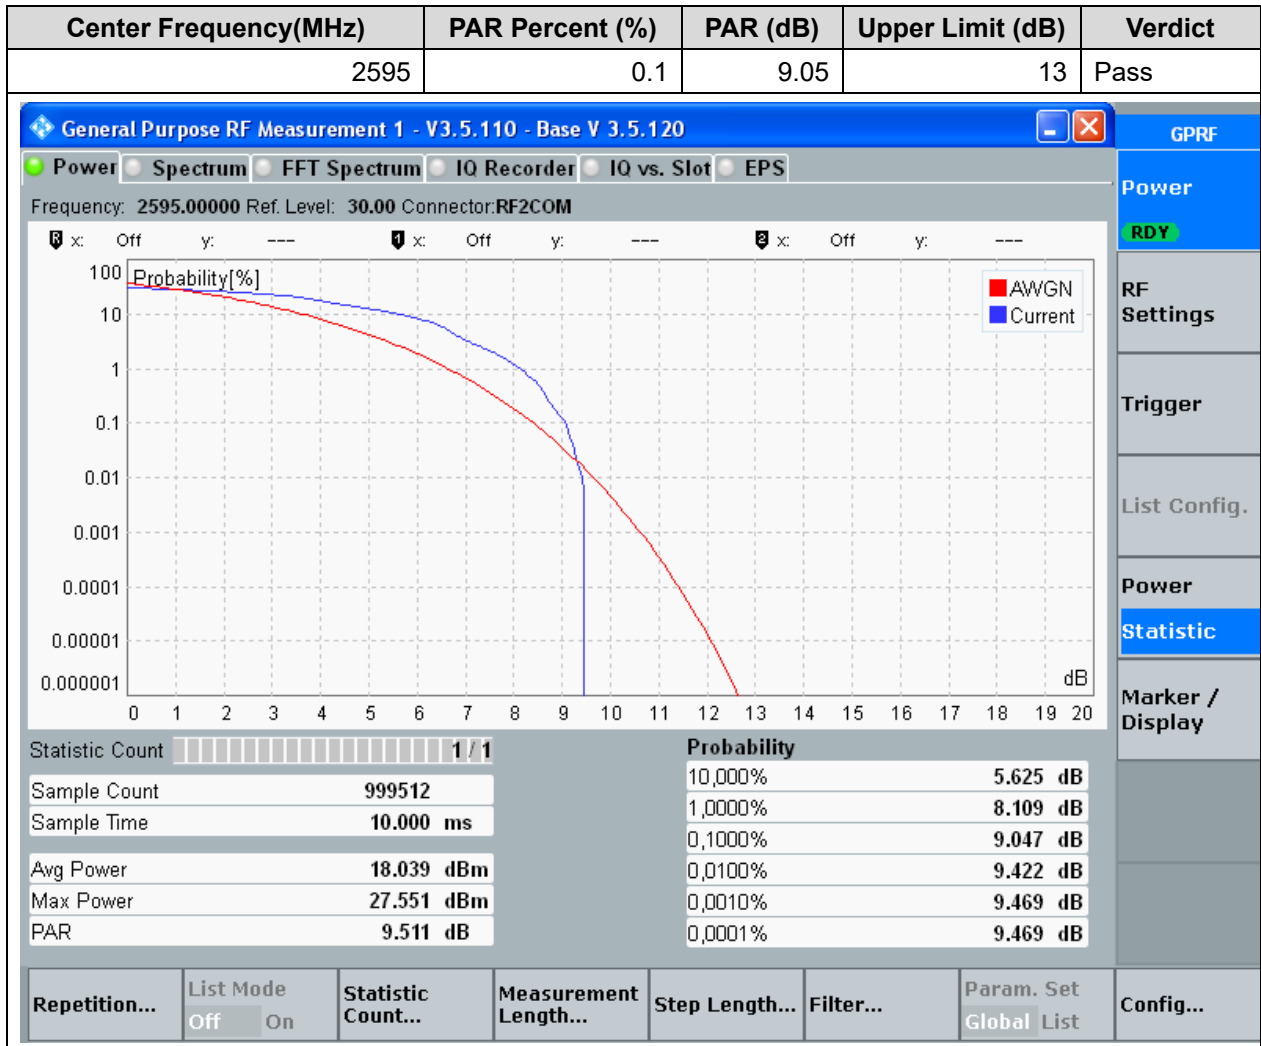 Center Frequency(MHz) PAR Percent (%) PAR (dB) Upper Limit (dB) Verdict
2595 0.1 9.05 13 Pass
General Purpose RF Measurement 1 - V3.5.110 - Base V 3.5.120
GPRF
Power Spectrum FFT Spectrum IQ Recorder IQ vs. Slot EPS
Power
RDY
Frequency: 2595.00000 Ref. Level: 30.00 Connector:RF2COM
R x: Off y: --- 1 x: Off y: --- 2 x: Off y: ---
Probability[%]
AWGN
Current
100
10
1
0.1
0.01
0.001
0.0001
0.00001
0.000001
dB
0 1 2 3 4 5 6 7 8 9 10 11 12 13 14 15 16 17 18 19 20
RF
Settings
Trigger
List Config.
Power
Statistic
Marker /
Display
Statistic Count 1 / 1
Sample Count 999512
Sample Time 10.000 ms
Avg Power 18.039 dBm
Max Power 27.551 dBm
PAR 9.511 dB
Probability
10,000% 5.625 dB
1,0000% 8.109 dB
0,1000% 9.047 dB
0,0100% 9.422 dB
0,0010% 9.469 dB
0,0001% 9.469 dB
Repetition...
List Mode
Off On
Statistic
Count...
Measurement
Length...
Step Length...
Filter...
Param. Set
Global List
Config...